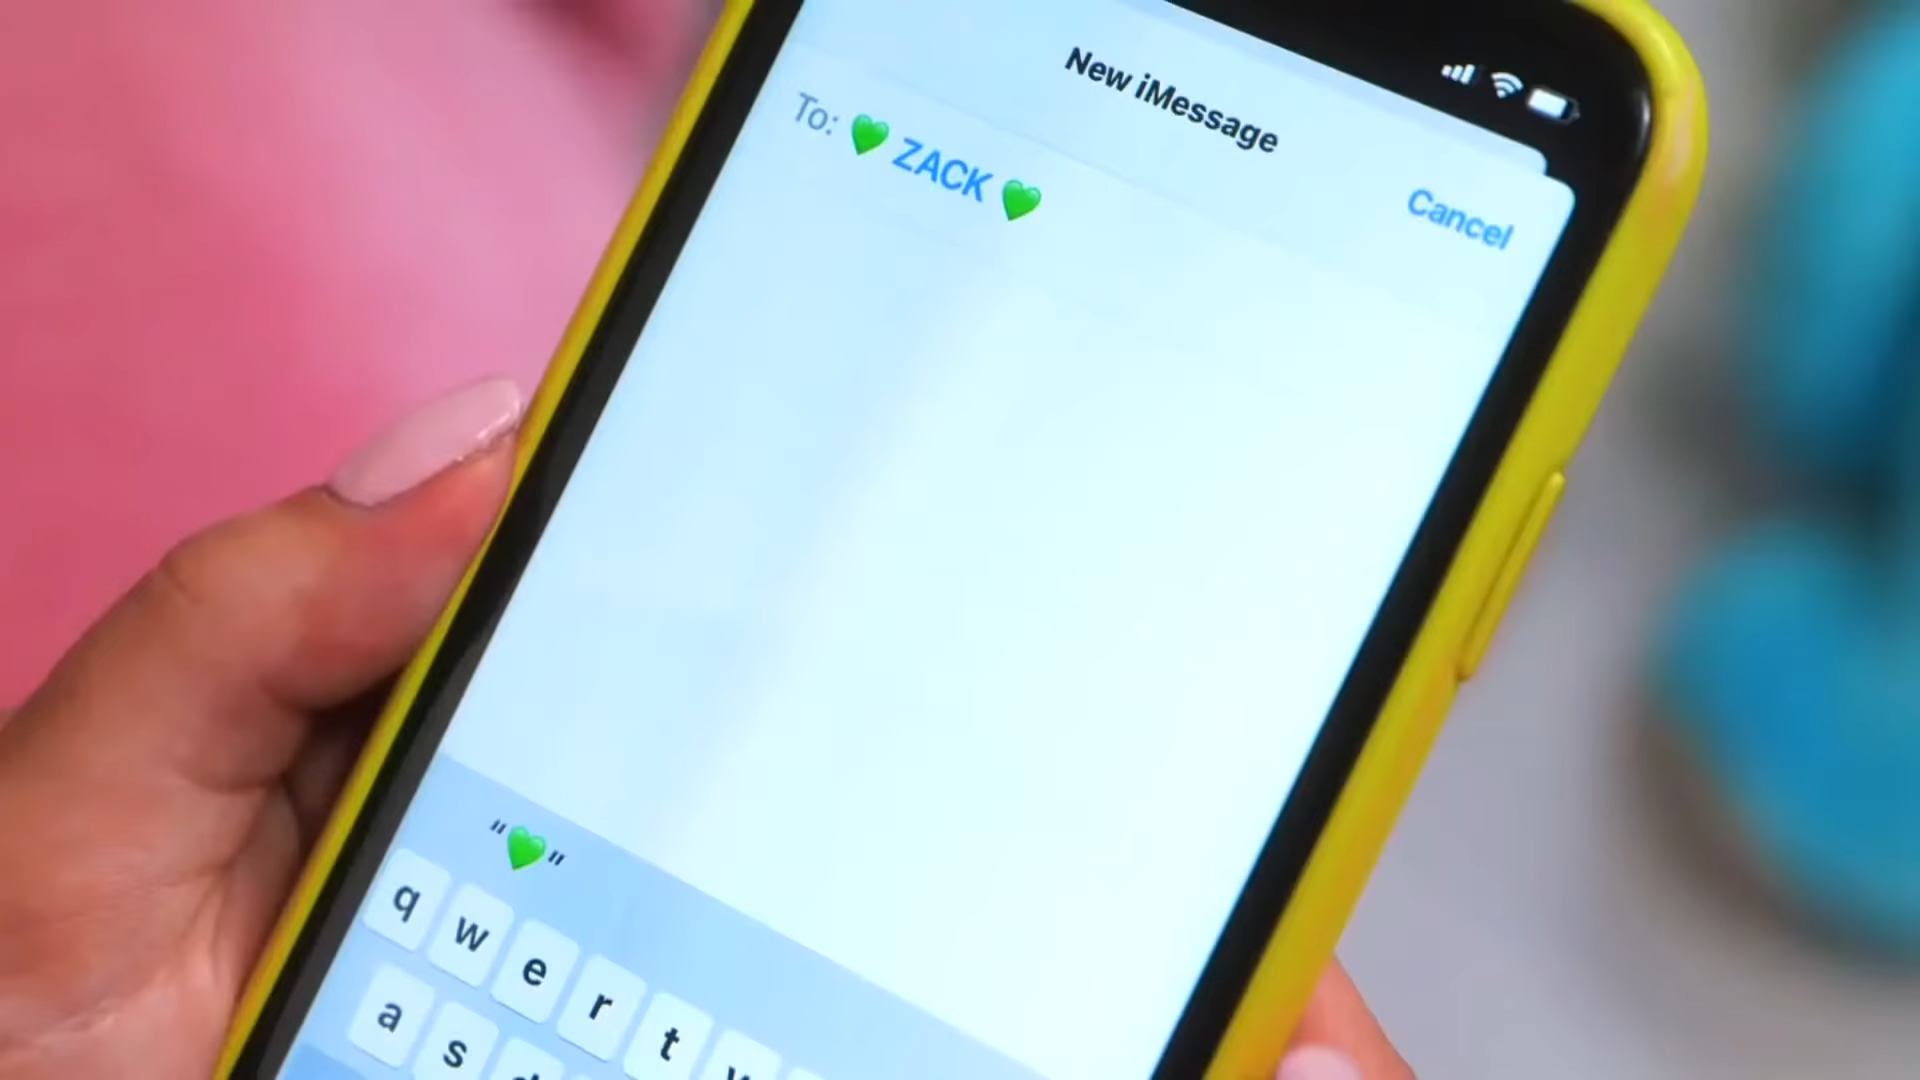 New iMessage
Cancel
To: 💚 ZACK 💚
"💚"
q w e r t
a s